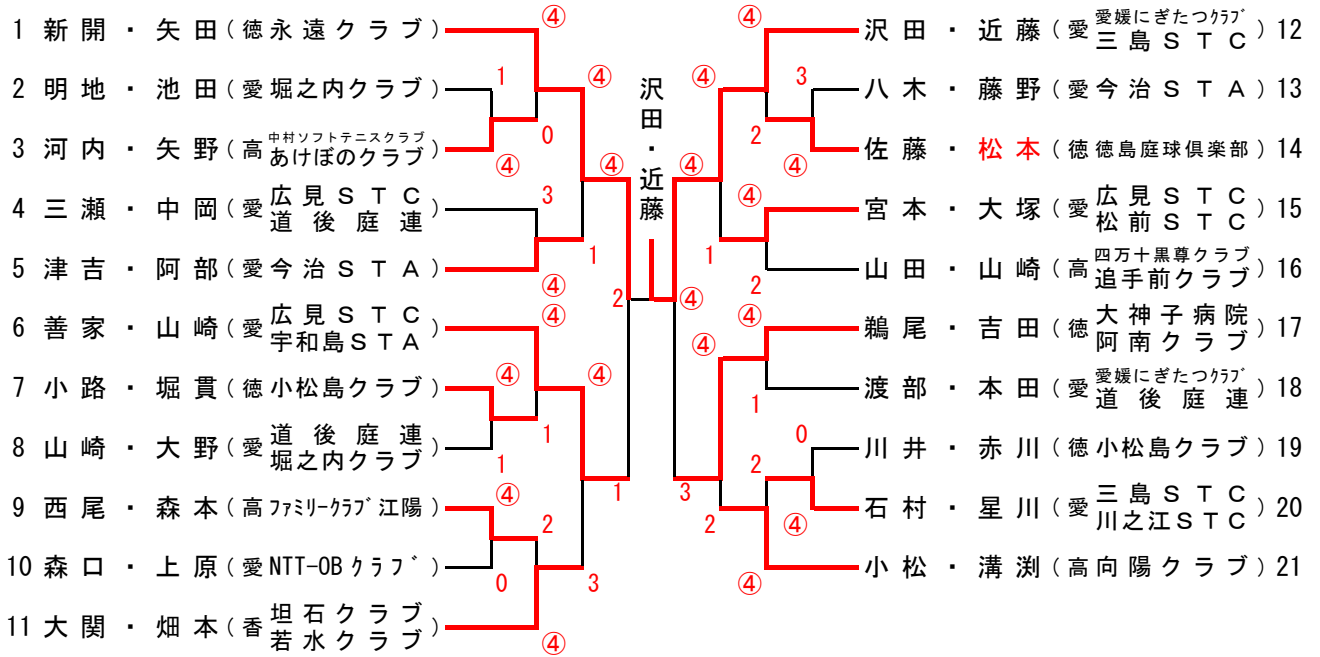 1 新開・矢田(徳 永遠クラブ)
2 明地・池田(愛 堀之内クラブ)
3 河内・矢野(高 中村ソフトテニスクラブ
あけぼのクラブ)
4 三瀬・中岡(愛 広見STC
道後庭連)
5 津吉・阿部(愛 今治STA)
6 善家・山崎(愛 広見STC
宇和島STA)
7 小路・堀貫(徳 小松島クラブ)
8 山崎・大野(愛 道後庭連
堀之内クラブ)
9 西尾・森本(高 ファミリークラブ江陽)
10 森口・上原(愛 NTT-OBクラブ)
11 大関・畑本(香 坦石クラブ
若水クラブ)
④
1
④
0
④
3
④
④
1
④
④
1
1
④
④
0
2
④
3
1
2
沢田・近藤
④
④
④
3
2
④
④
④
1
2
④
④
1
0
2
④
④
2
3
沢田・近藤(愛 愛媛にぎたつクラブ
三島STC) 12
八木・藤野(愛 今治STA) 13
佐藤・松本(徳 徳島庭球倶楽部) 14
宮本・大塚(愛 広見STC
松前STC) 15
山田・山崎(高 四万十黒尊クラブ
追手前クラブ) 16
鵜尾・吉田(徳 大神子病院
阿南クラブ) 17
渡部・本田(愛 愛媛にぎたつクラブ
道後庭連) 18
川井・赤川(徳 小松島クラブ) 19
石村・星川(愛 三島STC
川之江STC) 20
小松・溝渕(高 向陽クラブ) 21